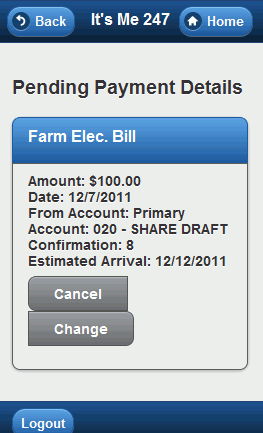 Back It's Me 247 Home
Pending Payment Details
Farm Elec. Bill
Amount: $100.00
Date: 12/7/2011
From Account: Primary
Account: 020 - SHARE DRAFT
Confirmation: 8
Estimated Arrival: 12/12/2011
Cancel
Change
Logout